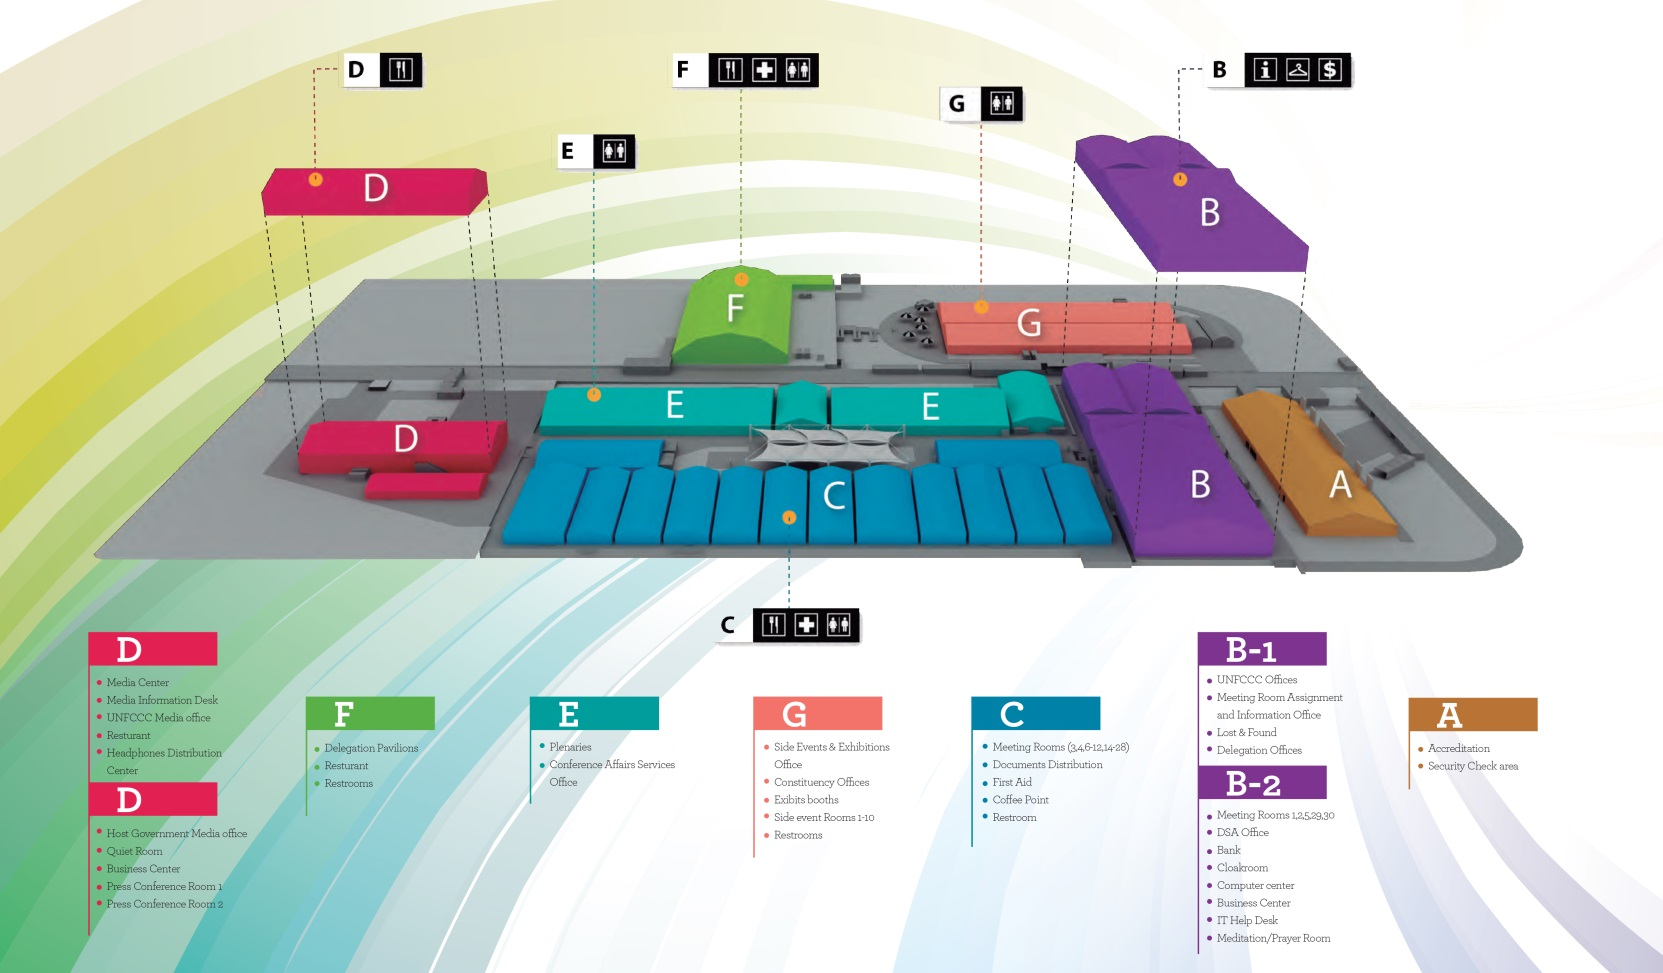 D
F
B
G
E
D
B
F
G
E
E
D
C
B
A
C
D
Media Center
Media Information Desk
UNFCCC Media office
Resturant
Headphones Distribution
Center
D
Host Government Media office
Quiet Room
Business Center
Press Conference Room 1
Press Conference Room 2
F
Delegation Pavilions
Resturant
Restrooms
E
Plenaries
Conference Affairs Services
Office
G
Side Events & Exhibitions
Office
Constituency Offices
Exibits booths
Side event Rooms 1-10
Restrooms
C
Meeting Rooms (3,4,6-12,14-28)
Documents Distribution
First Aid
Coffee Point
Restroom
B-1
UNFCCC Offices
Meeting Room Assignment
and Information Office
Lost & Found
Delegation Offices
B-2
Meeting Rooms 1,2,5,29,30
DSA Office
Bank
Cloakroom
Computer center
Business Center
IT Help Desk
Meditation/Prayer Room
A
Accreditation
Security Check area